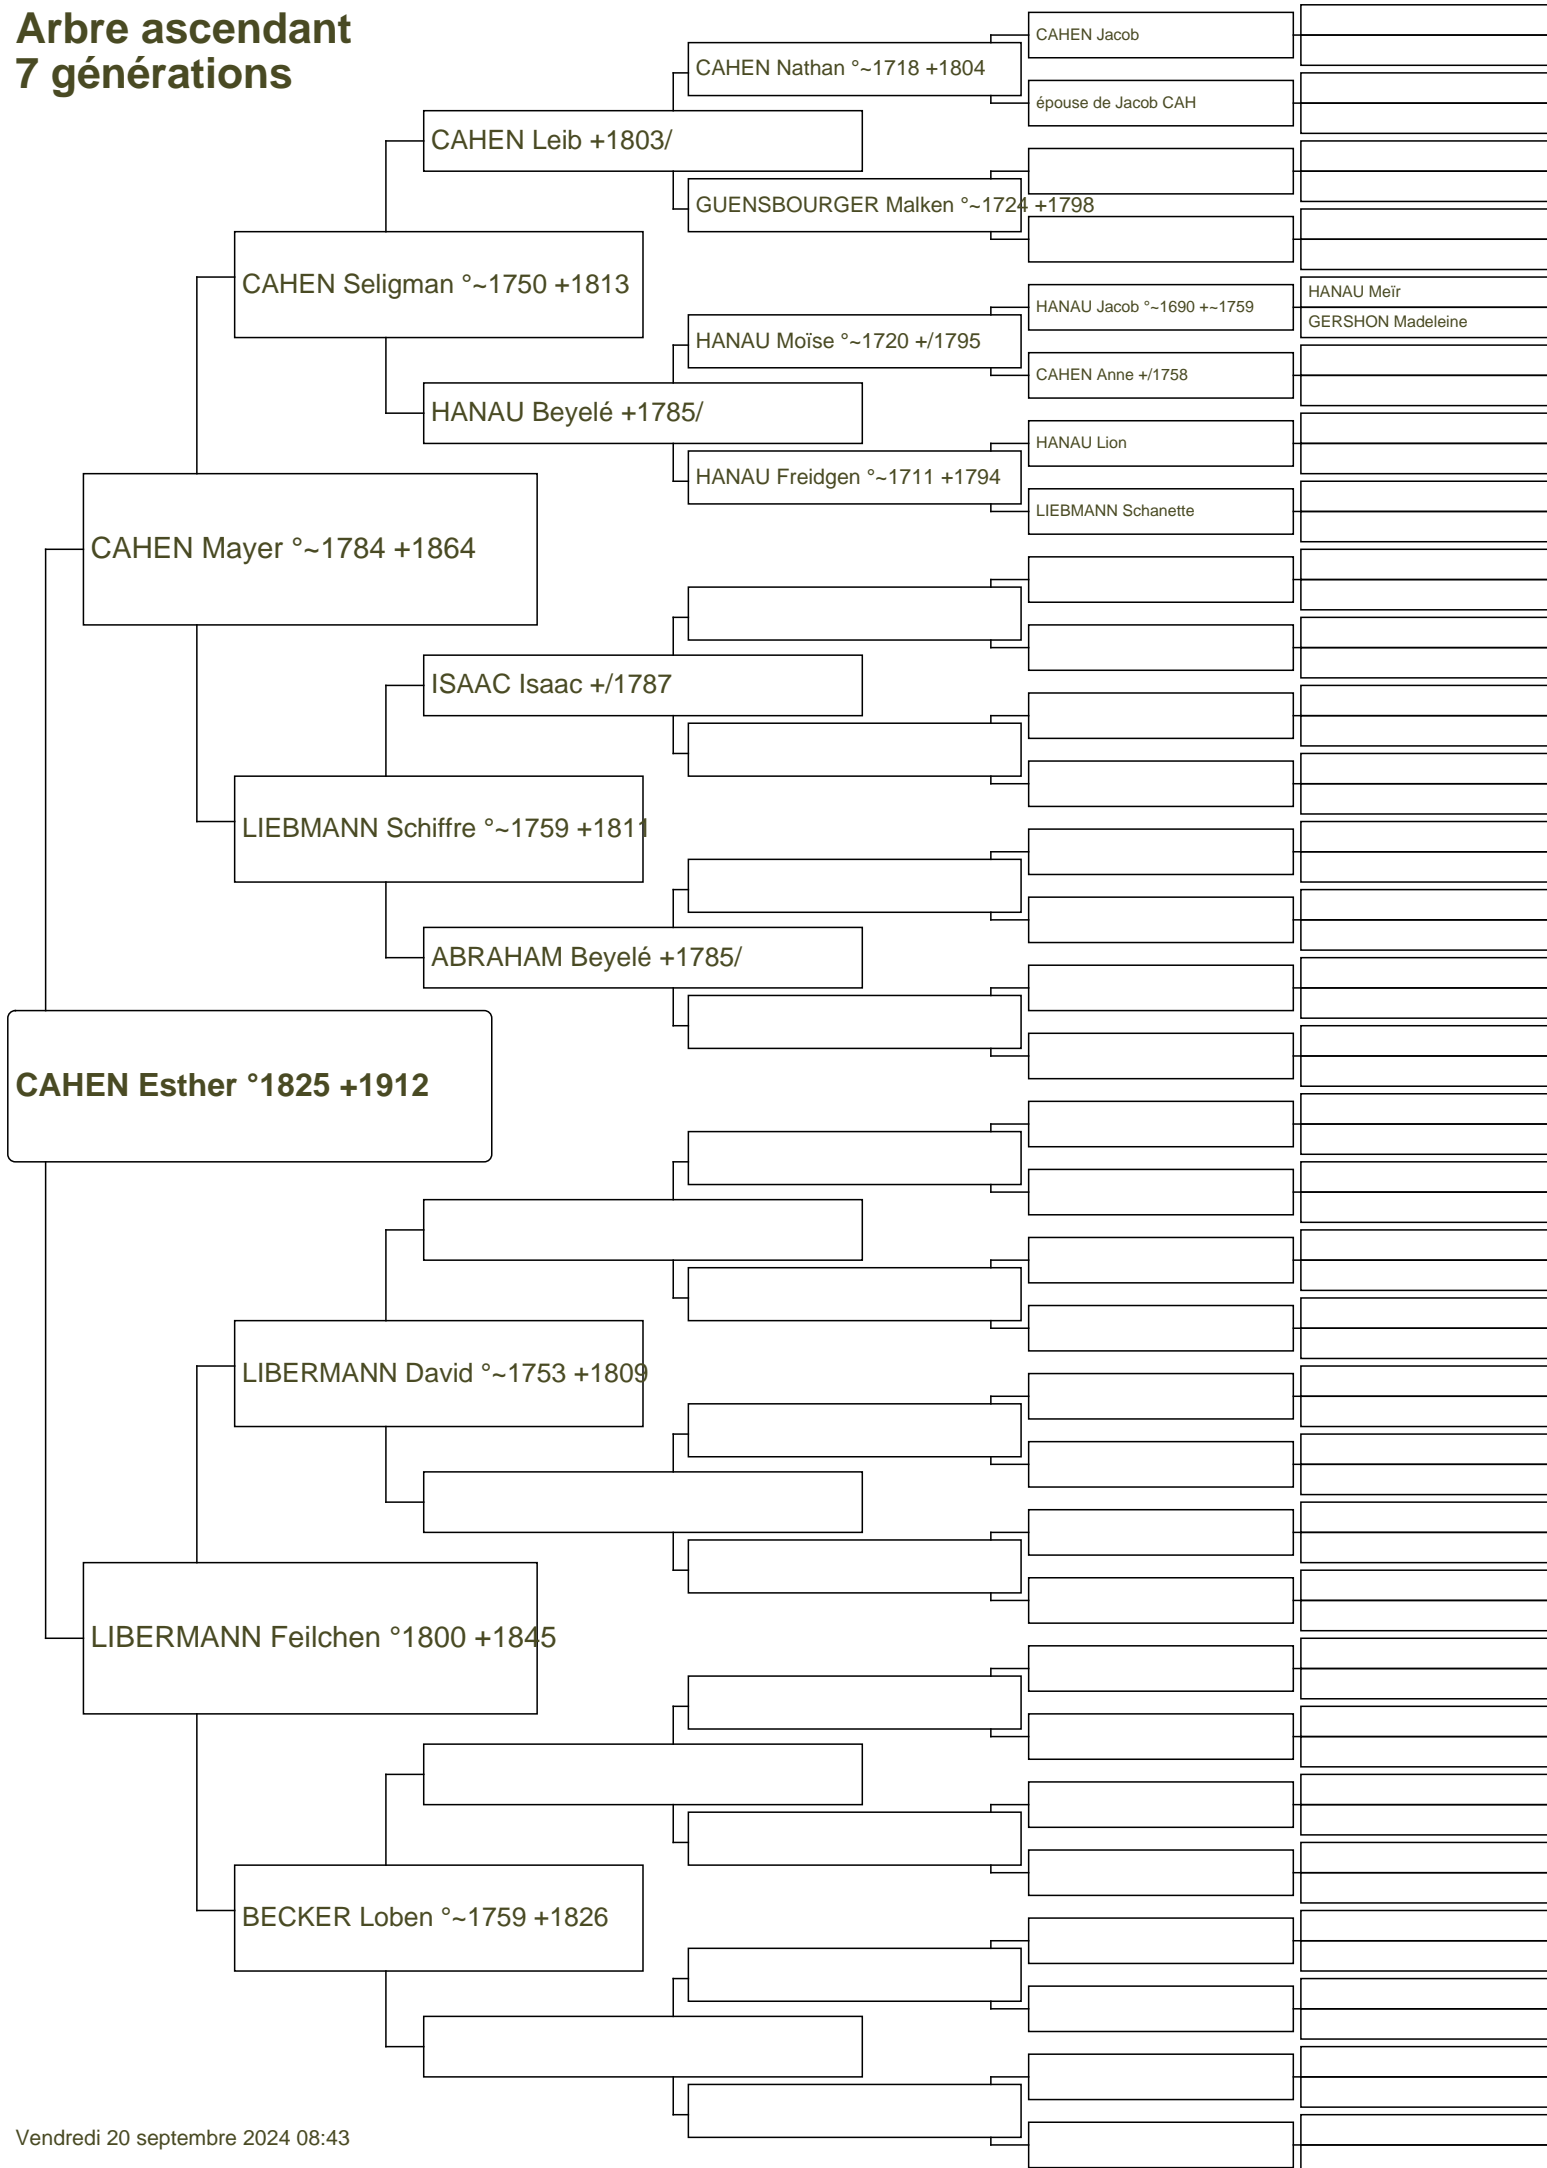 Arbre ascendant
7 générations
CAHEN Jacob
CAHEN Nathan °~1718 +1804
épouse de Jacob CAH
CAHEN Leib +1803/
GUENSBOURGER Malken °~1724 +1798
CAHEN Seligman °~1750 +1813
HANAU Meïr
HANAU Jacob °~1690 +~1759
GERSHON Madeleine
HANAU Moïse °~1720 +/1795
CAHEN Anne +/1758
HANAU Beyelé +1785/
HANAU Lion
HANAU Freidgen °~1711 +1794
LIEBMANN Schanette
CAHEN Mayer °~1784 +1864
ISAAC Isaac +/1787
LIEBMANN Schiffre °~1759 +1811
ABRAHAM Beyelé +1785/
CAHEN Esther °1825 +1912
LIBERMANN David °~1753 +1809
LIBERMANN Feilchen °1800 +1845
BECKER Loben °~1759 +1826
Vendredi 20 septembre 2024 08:43